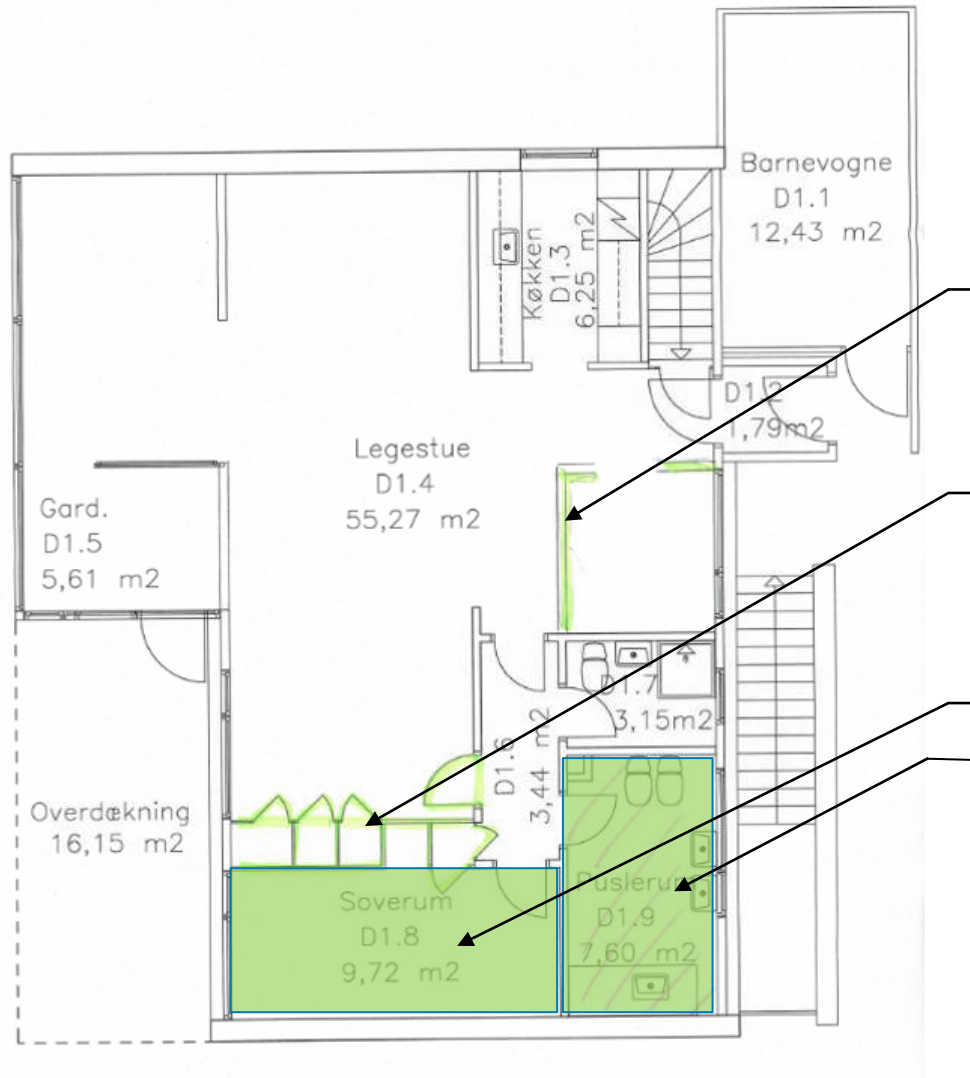 Barnevogne
D1.1
12,43 m2
Køkken
D1.3
6,25 m2
D1.2
1,79m2
Legestue
D1.4
55,27 m2
Gard.
D1.5
5,61 m2
D1.7
3,15m2
D1.6
3,44 m2
Overdækning
16,15 m2
Soverum
D1.8
9,72 m2
Puslerum
D1.9
7,60 m2